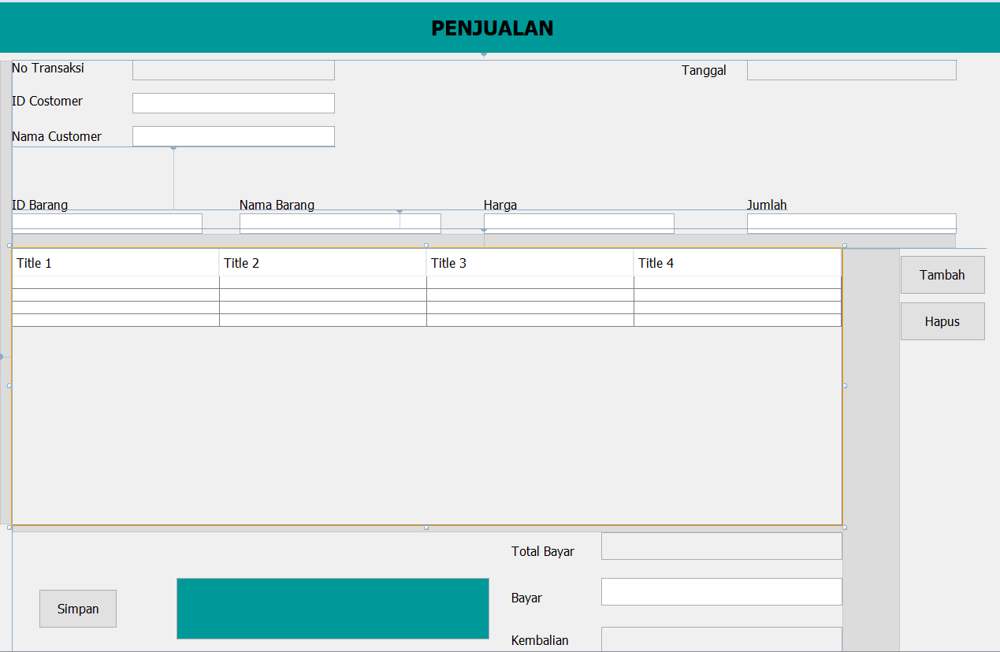 PENJUALAN
No Transaksi
Tanggal
ID Costomer
Nama Customer
ID Barang Nama Barang Harga Jumlah
Title 1 Title 2 Title 3 Title 4
Tambah
Hapus
Total Bayar
Bayar
Simpan
Kembalian